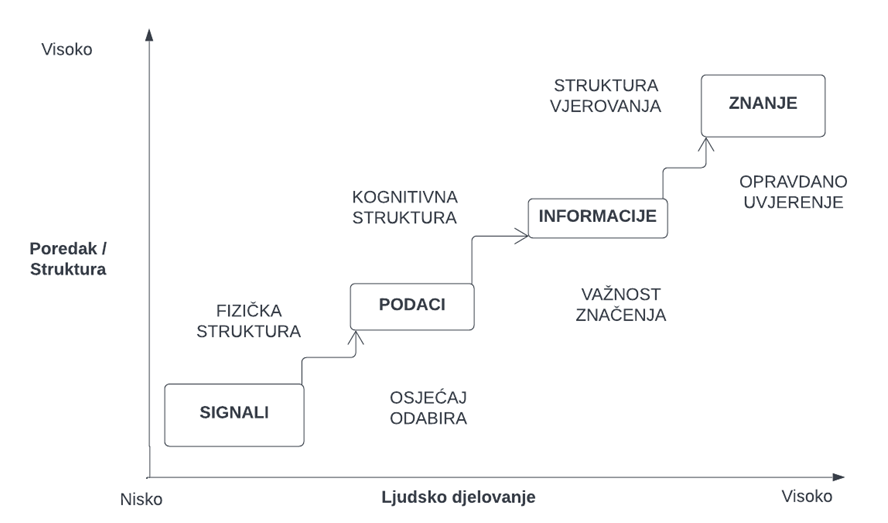 Visoko
STRUKTURA
VJEROVANJA
ZNANJE
OPRAVDANO
UVJERENJE
KOGNITIVNA
STRUKTURA
INFORMACIJE
Poredak /
Struktura
VAŽNOST
ZNAČENJA
FIZIČKA
STRUKTURA
PODACI
OSJEĆAJ
ODABIRA
SIGNALI
Nisko
Ljudsko djelovanje
Visoko